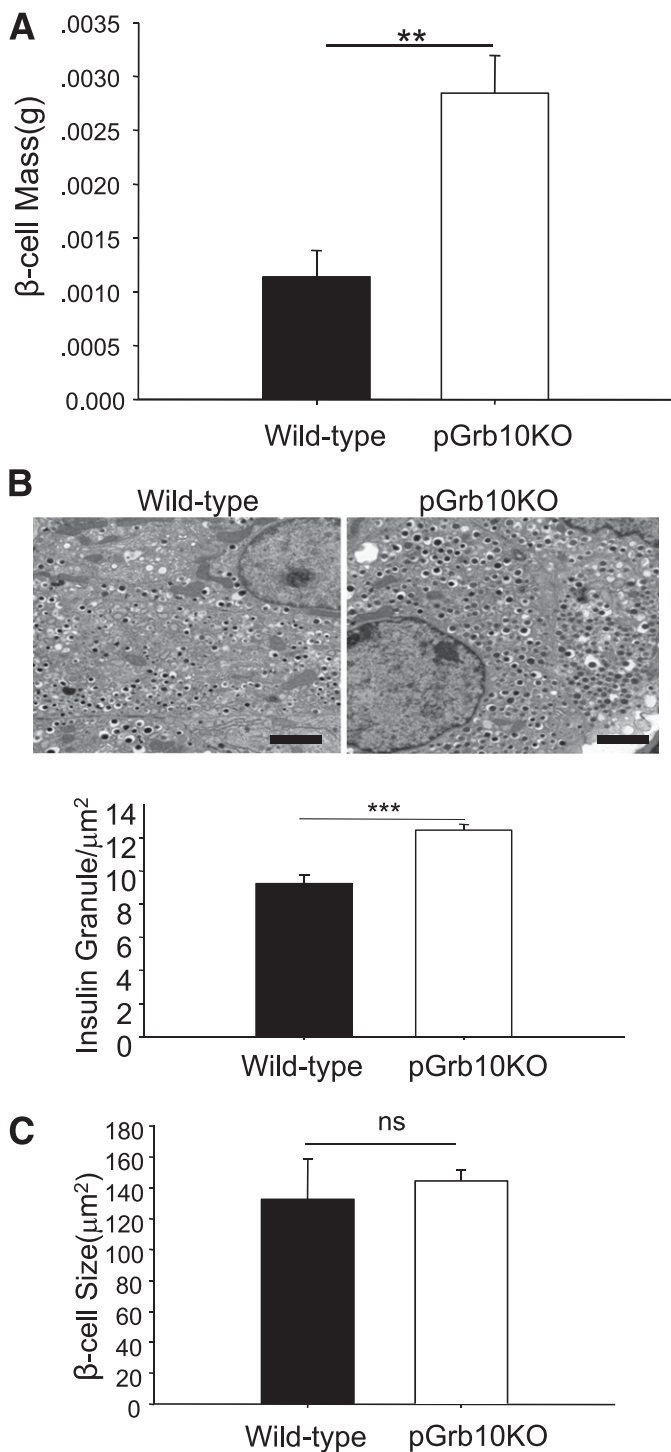 A
β-cell Mass(g)
.0035
.0030
.0025
.0020
.0015
.0010
.0005
0.000
**
Wild-type pGrb10KO
B
Wild-type pGrb10KO
Insulin Granule/μm²
14
12
10
8
6
4
2
0
***
Wild-type pGrb10KO
C
β-cell Size(μm²)
180
160
140
120
100
80
60
40
20
0
ns
Wild-type pGrb10KO